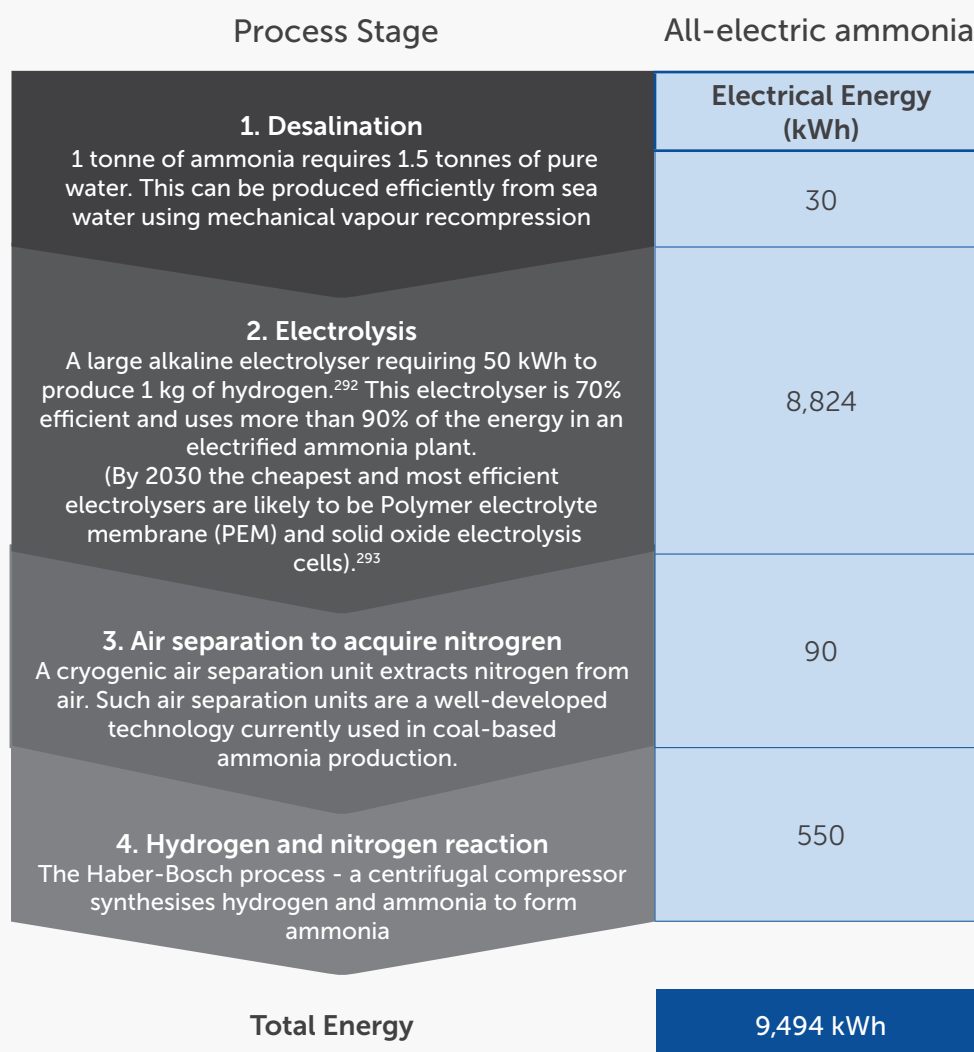 Process Stage
All-electric ammonia
1. Desalination
1 tonne of ammonia requires 1.5 tonnes of pure
water. This can be produced efficiently from sea
water using mechanical vapour recompression
Electrical Energy
(kWh)
30
2. Electrolysis
A large alkaline electrolyser requiring 50 kWh to
produce 1 kg of hydrogen.²⁹² This electrolyser is 70%
efficient and uses more than 90% of the energy in an
electrified ammonia plant.
(By 2030 the cheapest and most efficient
electrolysers are likely to be Polymer electrolyte
membrane (PEM) and solid oxide electrolysis
cells).²⁹³
8,824
3. Air separation to acquire nitrogren
A cryogenic air separation unit extracts nitrogen from
air. Such air separation units are a well-developed
technology currently used in coal-based
ammonia production.
90
4. Hydrogen and nitrogen reaction
The Haber-Bosch process - a centrifugal compressor
synthesises hydrogen and ammonia to form
ammonia
550
Total Energy
9,494 kWh